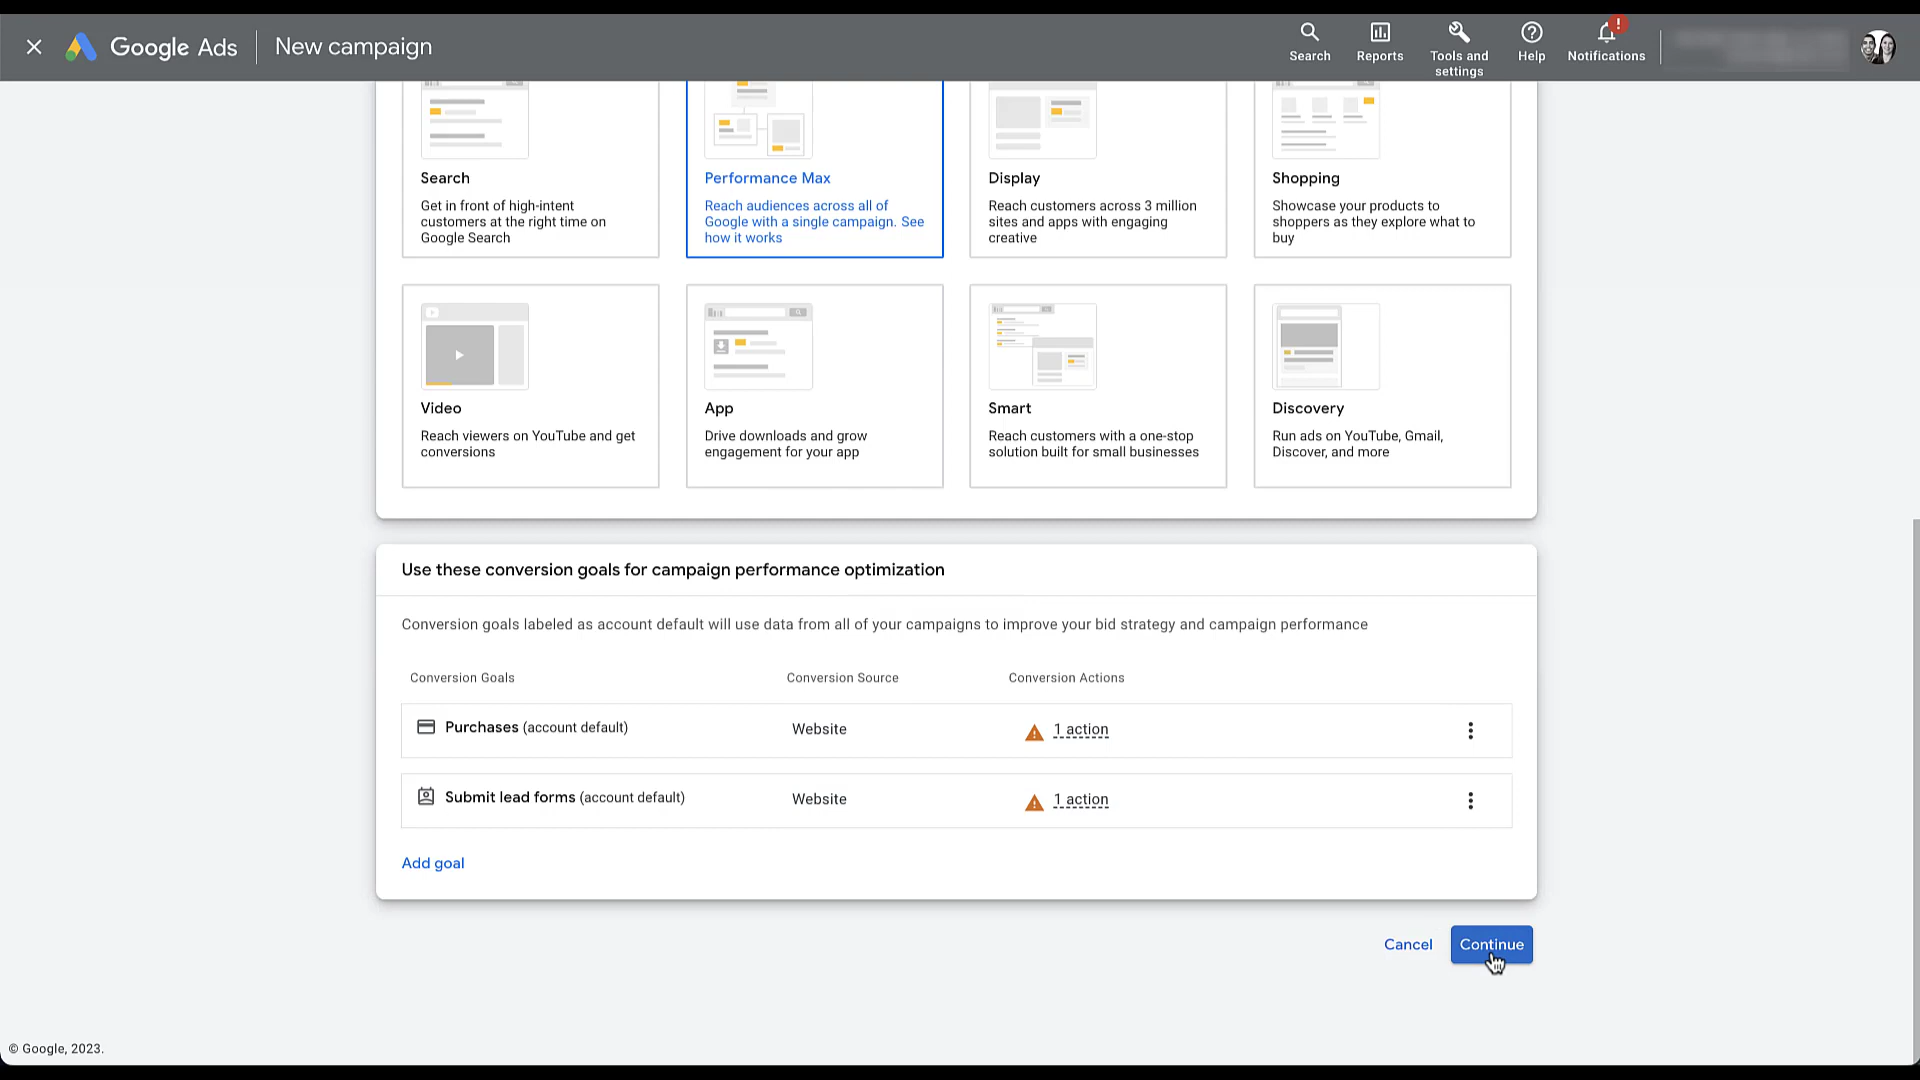 Google Ads
New campaign
Search
Reports
Tools and
settings
Help
Notifications
!
Search
Get in front of high-intent
customers at the right time on
Google Search
Performance Max
Reach audiences across all of
Google with a single campaign. See
how it works
Display
Reach customers across 3 million
sites and apps with engaging
creative
Shopping
Showcase your products to
shoppers as they explore what to
buy
Video
Reach viewers on YouTube and get
conversions
App
Drive downloads and grow
engagement for your app
Smart
Reach customers with a one-stop
solution built for small businesses
Discovery
Run ads on YouTube, Gmail,
Discover, and more
Use these conversion goals for campaign performance optimization
Conversion goals labeled as account default will use data from all of your campaigns to improve your bid strategy and campaign performance
Conversion Goals
Conversion Source
Conversion Actions
Purchases (account default)
Website
1 action
Submit lead forms (account default)
Website
1 action
Add goal
Cancel
Continue
© Google, 2023.